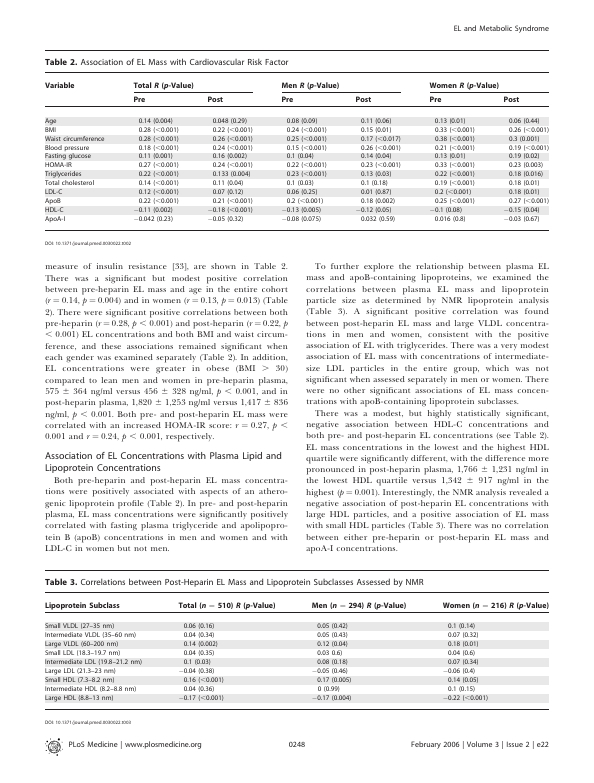 EL and Metabolic Syndrome
Table 2. Association of EL Mass with Cardiovascular Risk Factor
Variable Total R (p-Value) Men R (p-Value) Women R (p-Value)
Pre Post Pre Post Pre Post
Age 0.14 (0.004) 0.048 (0.29) 0.08 (0.09) 0.11 (0.06) 0.13 (0.01) 0.06 (0.44)
BMI 0.28 (<0.001) 0.22 (<0.001) 0.24 (<0.001) 0.15 (0.01) 0.33 (<0.001) 0.26 (<0.001)
Waist circumference 0.28 (<0.001) 0.26 (<0.001) 0.25 (<0.001) 0.17 (<0.017) 0.38 (<0.001) 0.3 (0.001)
Blood pressure 0.18 (<0.001) 0.24 (<0.001) 0.15 (<0.001) 0.26 (<0.001) 0.21 (<0.001) 0.19 (<0.001)
Fasting glucose 0.11 (0.001) 0.16 (0.002) 0.1 (0.04) 0.14 (0.04) 0.13 (0.01) 0.19 (0.02)
HOMA-IR 0.27 (<0.001) 0.24 (<0.001) 0.22 (<0.001) 0.23 (<0.001) 0.33 (<0.001) 0.23 (0.003)
Triglycerides 0.22 (<0.001) 0.133 (0.004) 0.23 (<0.001) 0.13 (0.03) 0.22 (<0.001) 0.18 (0.016)
Total cholesterol 0.14 (<0.001) 0.11 (0.04) 0.1 (0.03) 0.1 (0.18) 0.19 (<0.001) 0.18 (0.01)
LDL-C 0.12 (<0.001) 0.07 (0.12) 0.06 (0.25) 0.01 (0.87) 0.2 (<0.001) 0.18 (0.01)
ApoB 0.22 (<0.001) 0.21 (<0.001) 0.2 (<0.001) 0.18 (0.002) 0.25 (<0.001) 0.27 (<0.001)
HDL-C −0.11 (0.002) −0.18 (<0.001) −0.13 (0.005) −0.12 (0.05) −0.1 (0.08) −0.15 (0.04)
ApoA-I −0.042 (0.23) −0.05 (0.32) −0.08 (0.075) 0.032 (0.59) 0.016 (0.8) −0.03 (0.67)
DOI: 10.1371/journal.pmed.0030022.t002
measure of insulin resistance [33], are shown in Table 2.
There was a significant but modest positive correlation
between pre-heparin EL mass and age in the entire cohort
(r = 0.14, p = 0.004) and in women (r = 0.13, p = 0.013) (Table
2). There were significant positive correlations between both
pre-heparin (r = 0.28, p < 0.001) and post-heparin (r = 0.22, p
< 0.001) EL concentrations and both BMI and waist circum-
ference, and these associations remained significant when
each gender was examined separately (Table 2). In addition,
EL concentrations were greater in obese (BMI > 30)
compared to lean men and women in pre-heparin plasma,
575 ± 364 ng/ml versus 456 ± 328 ng/ml, p < 0.001, and in
post-heparin plasma, 1,820 ± 1,253 ng/ml versus 1,417 ± 836
ng/ml, p < 0.001. Both pre- and post-heparin EL mass were
correlated with an increased HOMA-IR score: r = 0.27, p <
0.001 and r = 0.24, p < 0.001, respectively.
Association of EL Concentrations with Plasma Lipid and
Lipoprotein Concentrations
Both pre-heparin and post-heparin EL mass concentra-
tions were positively associated with aspects of an athero-
genic lipoprotein profile (Table 2). In pre- and post-heparin
plasma, EL mass concentrations were significantly positively
correlated with fasting plasma triglyceride and apolipopro-
tein B (apoB) concentrations in men and women and with
LDL-C in women but not men.
To further explore the relationship between plasma EL
mass and apoB-containing lipoproteins, we examined the
correlations between plasma EL mass and lipoprotein
particle size as determined by NMR lipoprotein analysis
(Table 3). A significant positive correlation was found
between post-heparin EL mass and large VLDL concentra-
tions in men and women, consistent with the positive
association of EL with triglycerides. There was a very modest
association of EL mass with concentrations of intermediate-
size LDL particles in the entire group, which was not
significant when assessed separately in men or women. There
were no other significant associations of EL mass concen-
trations with apoB-containing lipoprotein subclasses.
There was a modest, but highly statistically significant,
negative association between HDL-C concentrations and
both pre- and post-heparin EL concentrations (see Table 2).
EL mass concentrations in the lowest and the highest HDL
quartile were significantly different, with the difference more
pronounced in post-heparin plasma, 1,766 ± 1,231 ng/ml in
the lowest HDL quartile versus 1,342 ± 917 ng/ml in the
highest (p = 0.001). Interestingly, the NMR analysis revealed a
negative association of post-heparin EL concentrations with
large HDL particles, and a positive association of EL mass
with small HDL particles (Table 3). There was no correlation
between either pre-heparin or post-heparin EL mass and
apoA-I concentrations.
Table 3. Correlations between Post-Heparin EL Mass and Lipoprotein Subclasses Assessed by NMR
Lipoprotein Subclass Total (n = 510) R (p-Value) Men (n = 294) R (p-Value) Women (n = 216) R (p-Value)
Small VLDL (27–35 nm) 0.06 (0.16) 0.05 (0.42) 0.1 (0.14)
Intermediate VLDL (35–60 nm) 0.04 (0.34) 0.05 (0.43) 0.07 (0.32)
Large VLDL (60–200 nm) 0.14 (0.002) 0.12 (0.04) 0.18 (0.01)
Small LDL (18.3–19.7 nm) 0.04 (0.35) 0.03 0.6) 0.04 (0.6)
Intermediate LDL (19.8–21.2 nm) 0.1 (0.03) 0.08 (0.18) 0.07 (0.34)
Large LDL (21.3–23 nm) −0.04 (0.38) −0.05 (0.46) −0.06 (0.4)
Small HDL (7.3–8.2 nm) 0.16 (<0.001) 0.17 (0.005) 0.14 (0.05)
Intermediate HDL (8.2–8.8 nm) 0.04 (0.36) 0 (0.99) 0.1 (0.15)
Large HDL (8.8–13 nm) −0.17 (<0.001) −0.17 (0.004) −0.22 (<0.001)
DOI: 10.1371/journal.pmed.0030022.t003
PLoS Medicine | www.plosmedicine.org 0248 February 2006 | Volume 3 | Issue 2 | e22